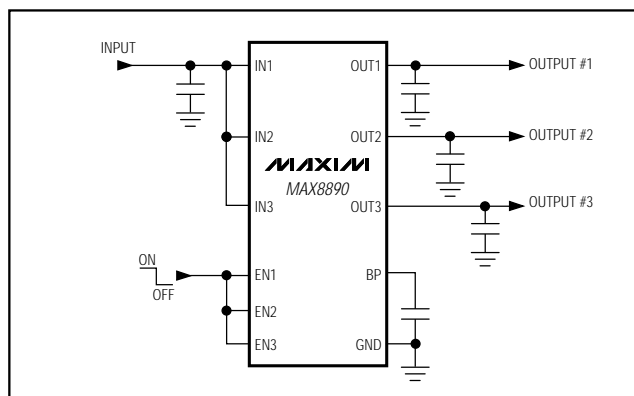 INPUT
IN1
OUT1
OUTPUT #1
IN2
OUT2
OUTPUT #2
MAXIM
MAX8890
IN3
OUT3
OUTPUT #3
ON
OFF
EN1
BP
EN2
EN3
GND